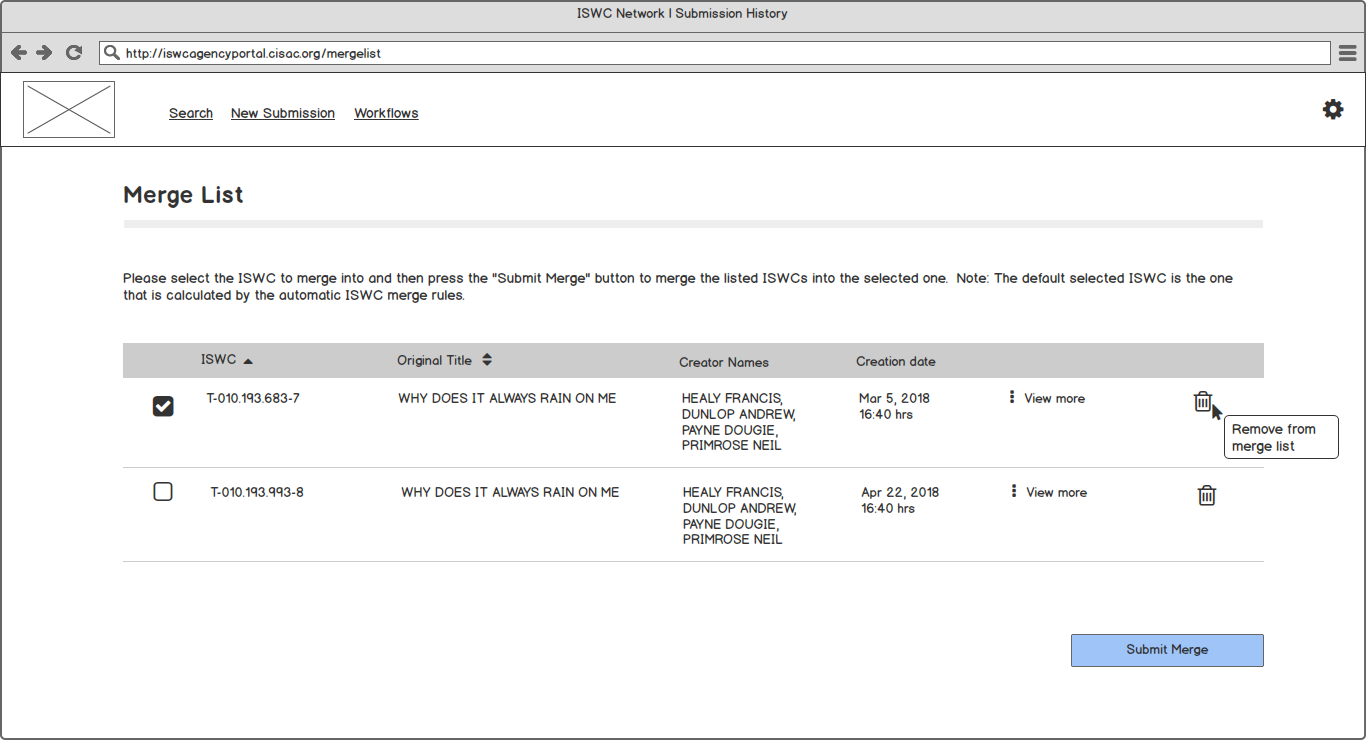 ISWC Network | Submission History
http://iswcagencyportal.cisac.org/mergelist
Search New Submission Workflows
Merge List
Please select the ISWC to merge into and then press the "Submit Merge" button to merge the listed ISWCs into the selected one. Note: The default selected ISWC is the one
that is calculated by the automatic ISWC merge rules.
ISWC Original Title Creator Names Creation date
T-010.193.683-7 WHY DOES IT ALWAYS RAIN ON ME HEALY FRANCIS, Mar 5, 2018 View more
DUNLOP ANDREW, 16:40 hrs
PAYNE DOUGIE,
PRIMROSE NEIL
Remove from
merge list
T-010.193.993-8 WHY DOES IT ALWAYS RAIN ON ME HEALY FRANCIS, Apr 22, 2018 View more
DUNLOP ANDREW, 16:40 hrs
PAYNE DOUGIE,
PRIMROSE NEIL
Submit Merge